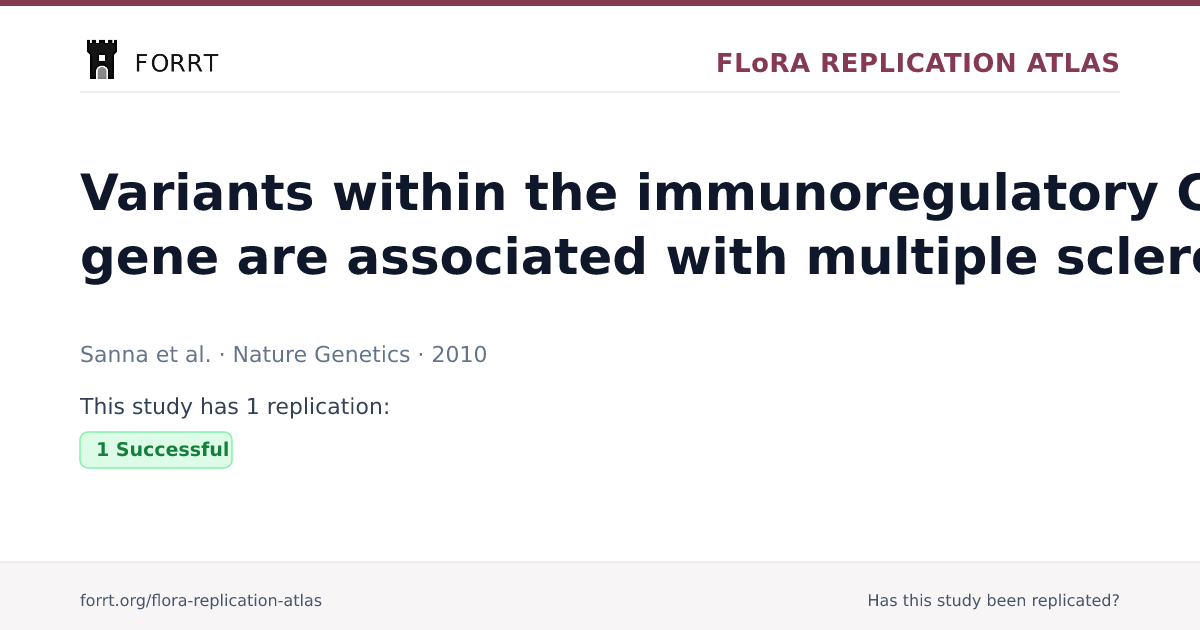 FORRT
FLoRA REPLICATION ATLAS
Variants within the immunoregulatory
gene are associated with multiple
Sanna et al. · Nature Genetics · 2010
This study has 1 replication:
1 Successful
forrt.org/flora-replication-atlas
Has this study been replicated?